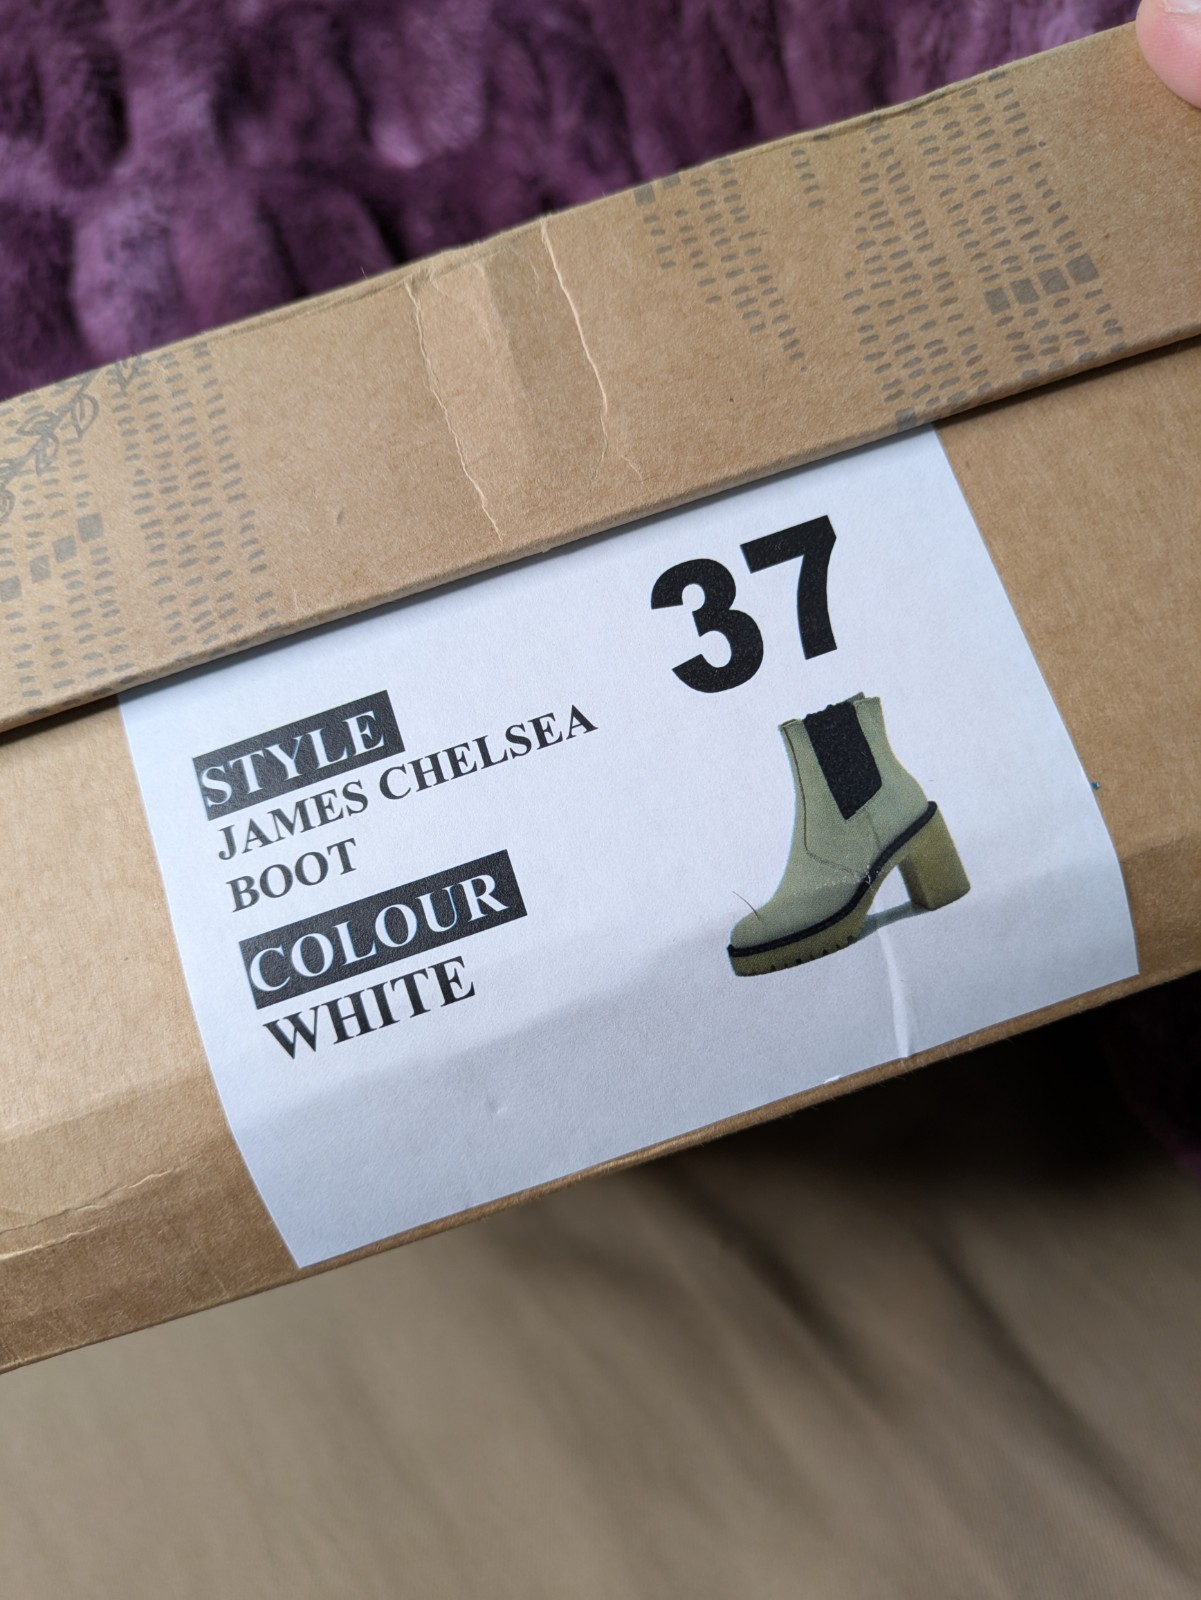 37
STYLE
JAMES CHELSEA
BOOT
COLOUR
WHITE